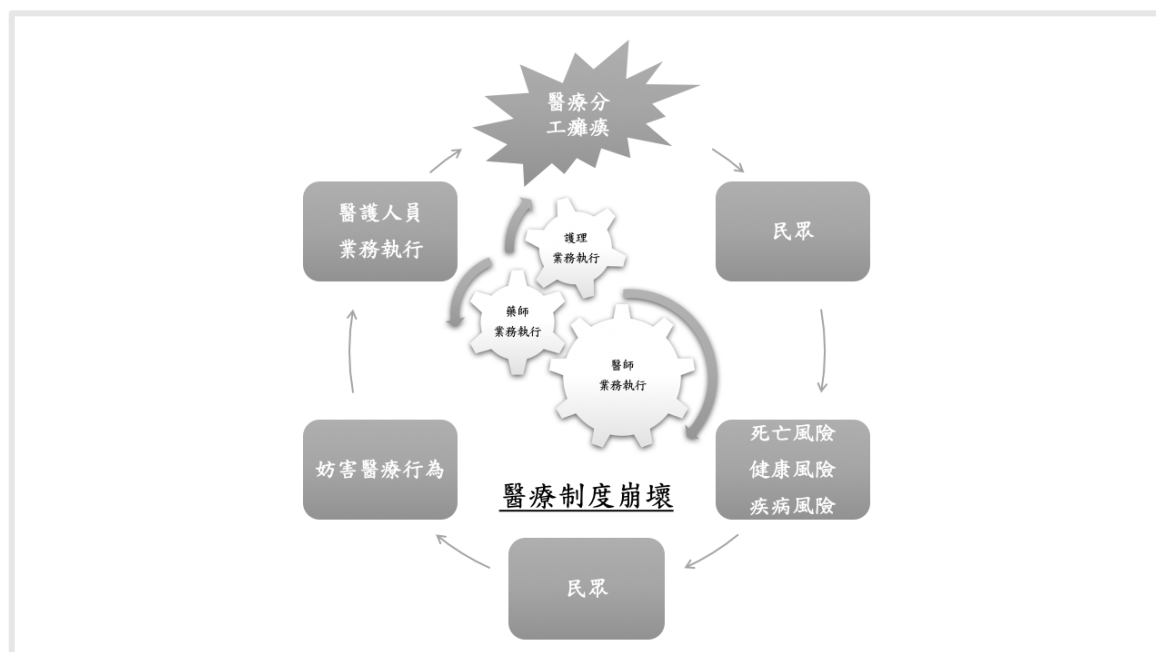 醫療分
工癱瘓
醫護人員
業務執行
民眾
護理
業務執行
藥師
業務執行
醫師
業務執行
死亡風險
健康風險
疾病風險
妨害醫療行為
醫療制度崩壞
民眾